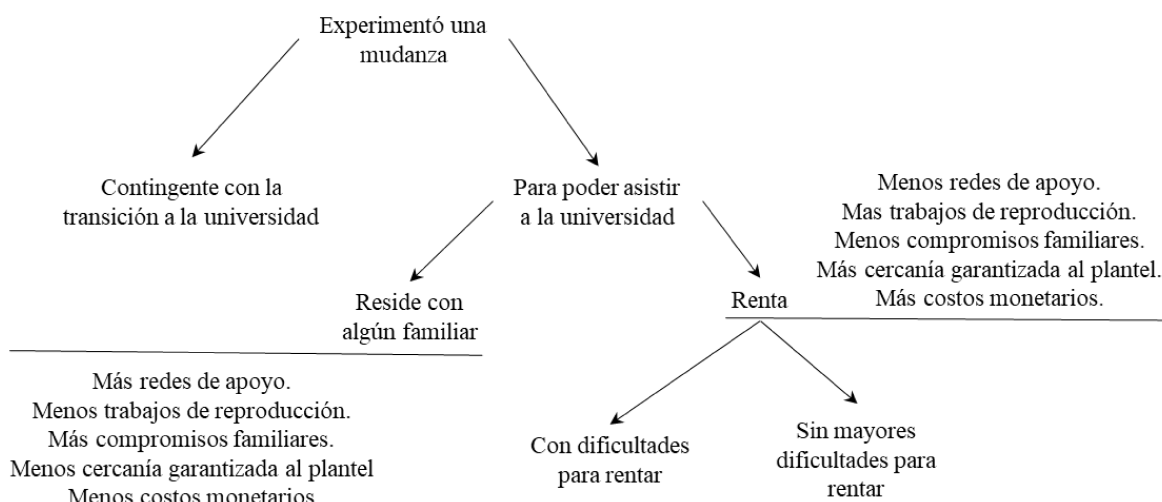 Experimentó una
mudanza
Contingente con la
transición a la universidad
Para poder asistir
a la universidad
Menos redes de apoyo.
Mas trabajos de reproducción.
Menos compromisos familiares.
Más cercanía garantizada al plantel.
Más costos monetarios.
Reside con
algún familiar
Renta
Más redes de apoyo.
Menos trabajos de reproducción.
Más compromisos familiares.
Menos cercanía garantizada al plantel
Menos costos monetarios
Con dificultades
para rentar
Sin mayores
dificultades para
rentar